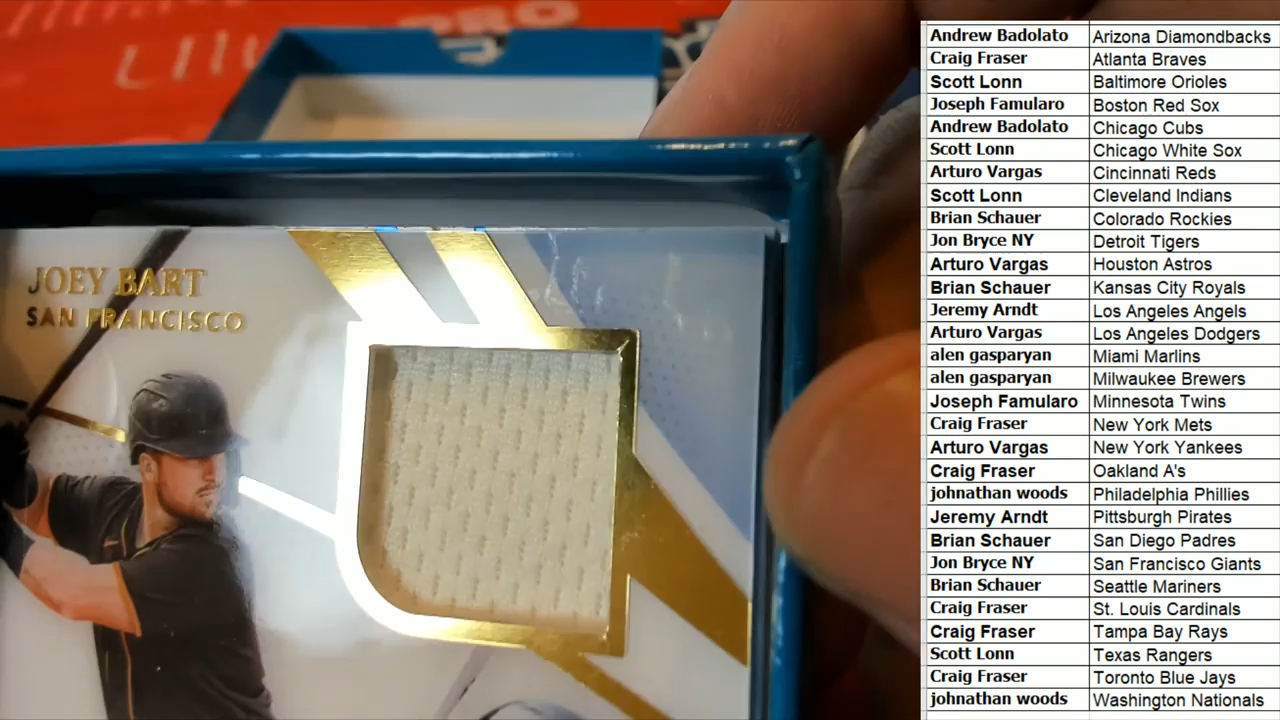 PRO
JOEY BART
SAN FRANCISCO
Andrew Badolato Arizona Diamondbacks
Craig Fraser Atlanta Braves
Scott Lonn Baltimore Orioles
Joseph Famularo Boston Red Sox
Andrew Badolato Chicago Cubs
Scott Lonn Chicago White Sox
Arturo Vargas Cincinnati Reds
Scott Lonn Cleveland Indians
Brian Schauer Colorado Rockies
Jon Bryce NY Detroit Tigers
Arturo Vargas Houston Astros
Brian Schauer Kansas City Royals
Jeremy Arndt Los Angeles Angels
Arturo Vargas Los Angeles Dodgers
alen gasparyan Miami Marlins
alen gasparyan Milwaukee Brewers
Joseph Famularo Minnesota Twins
Craig Fraser New York Mets
Arturo Vargas New York Yankees
Craig Fraser Oakland A's
johnathan woods Philadelphia Phillies
Jeremy Arndt Pittsburgh Pirates
Brian Schauer San Diego Padres
Jon Bryce NY San Francisco Giants
Brian Schauer Seattle Mariners
Craig Fraser St. Louis Cardinals
Craig Fraser Tampa Bay Rays
Scott Lonn Texas Rangers
Craig Fraser Toronto Blue Jays
johnathan woods Washington Nationals